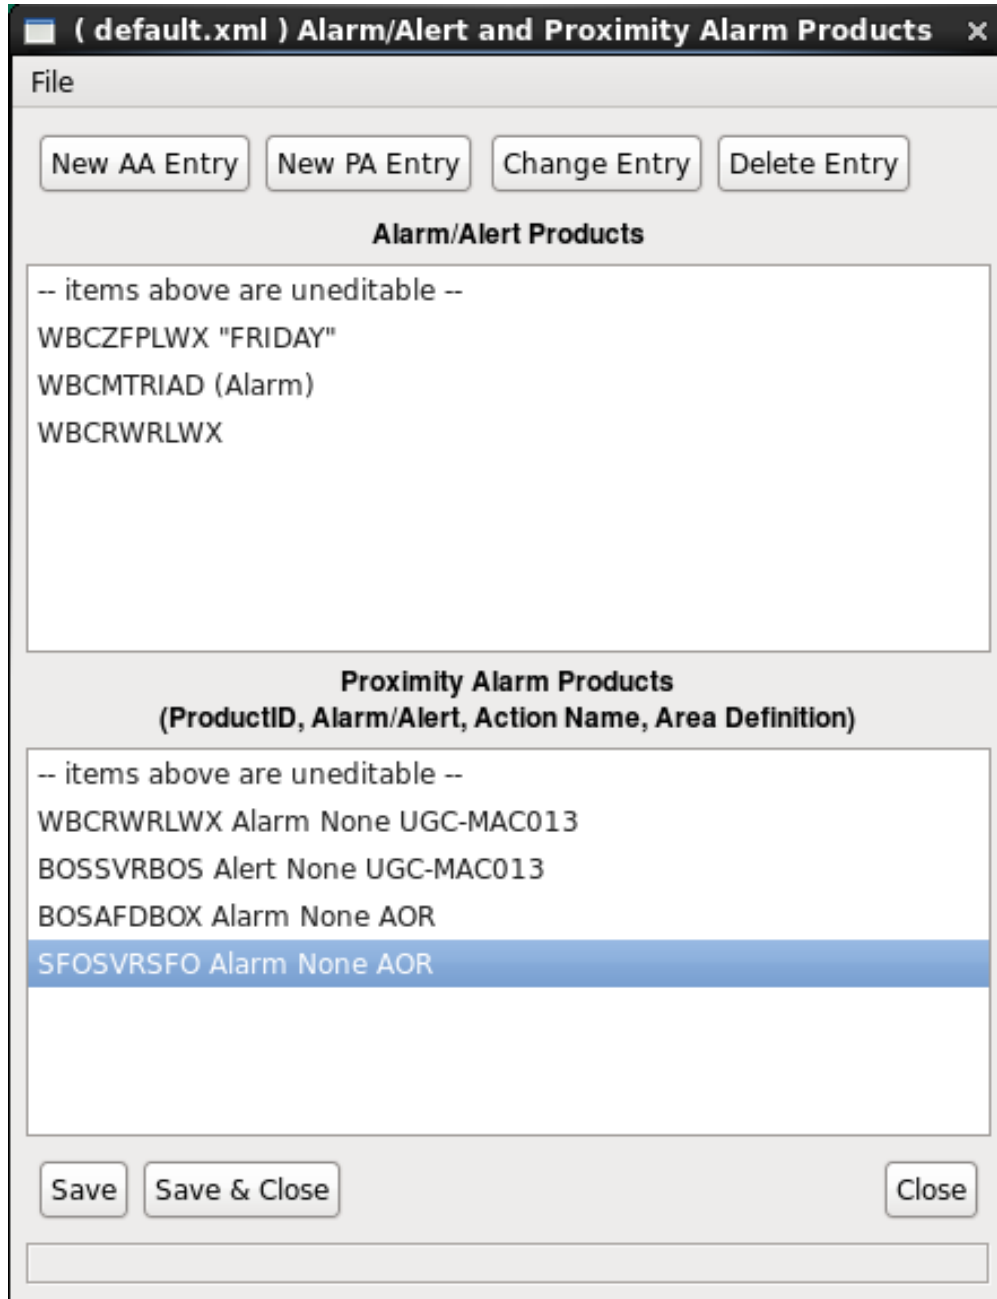 ( default.xml ) Alarm/Alert and Proximity Alarm Products
File
New AA Entry New PA Entry Change Entry Delete Entry
Alarm/Alert Products
-- items above are uneditable --
WBCZFPLWX "FRIDAY"
WBCMTRIAD (Alarm)
WBCRWRLWX
Proximity Alarm Products
(ProductID, Alarm/Alert, Action Name, Area Definition)
-- items above are uneditable --
WBCRWRLWX Alarm None UGC-MAC013
BOSSVRBOS Alert None UGC-MAC013
BOSAFDBOX Alarm None AOR
SFOSVRSFO Alarm None AOR
Save Save & Close Close